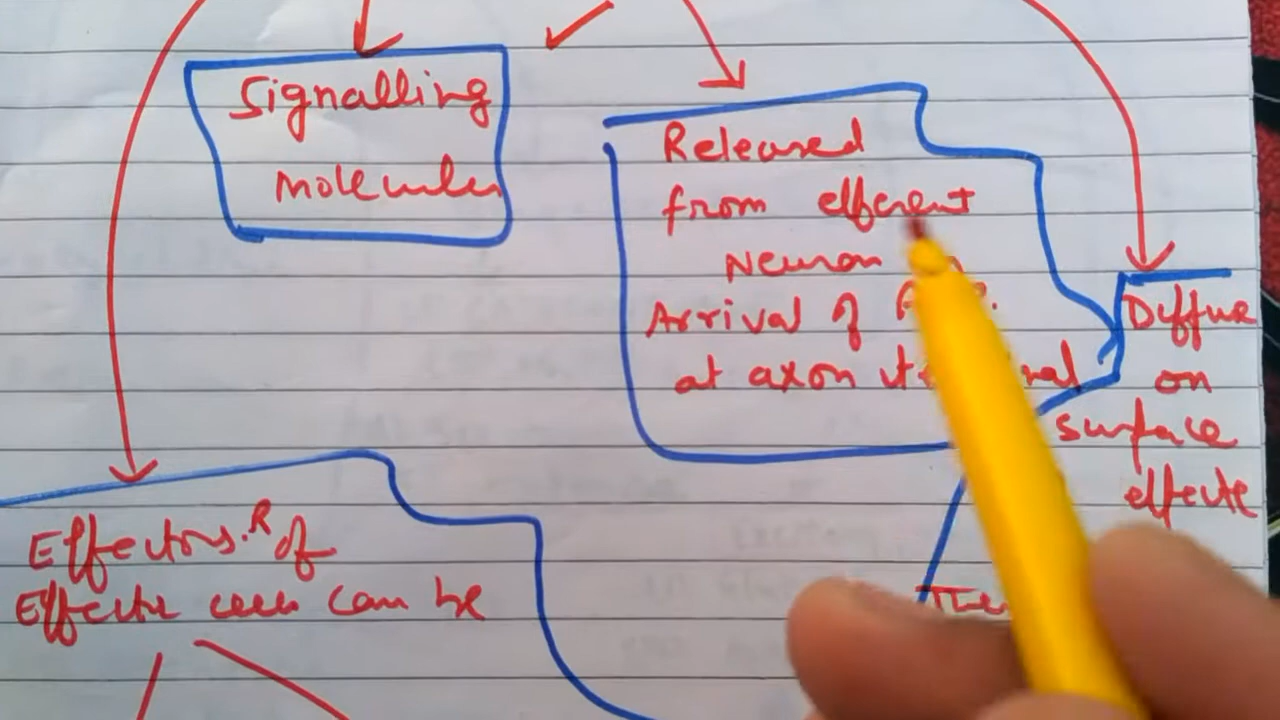 Signalling
Molecules
Released
from efferent
Neuron
Arrival of
at axon
Diffuse
on
surface
Effectors. R of
Effector cells can be